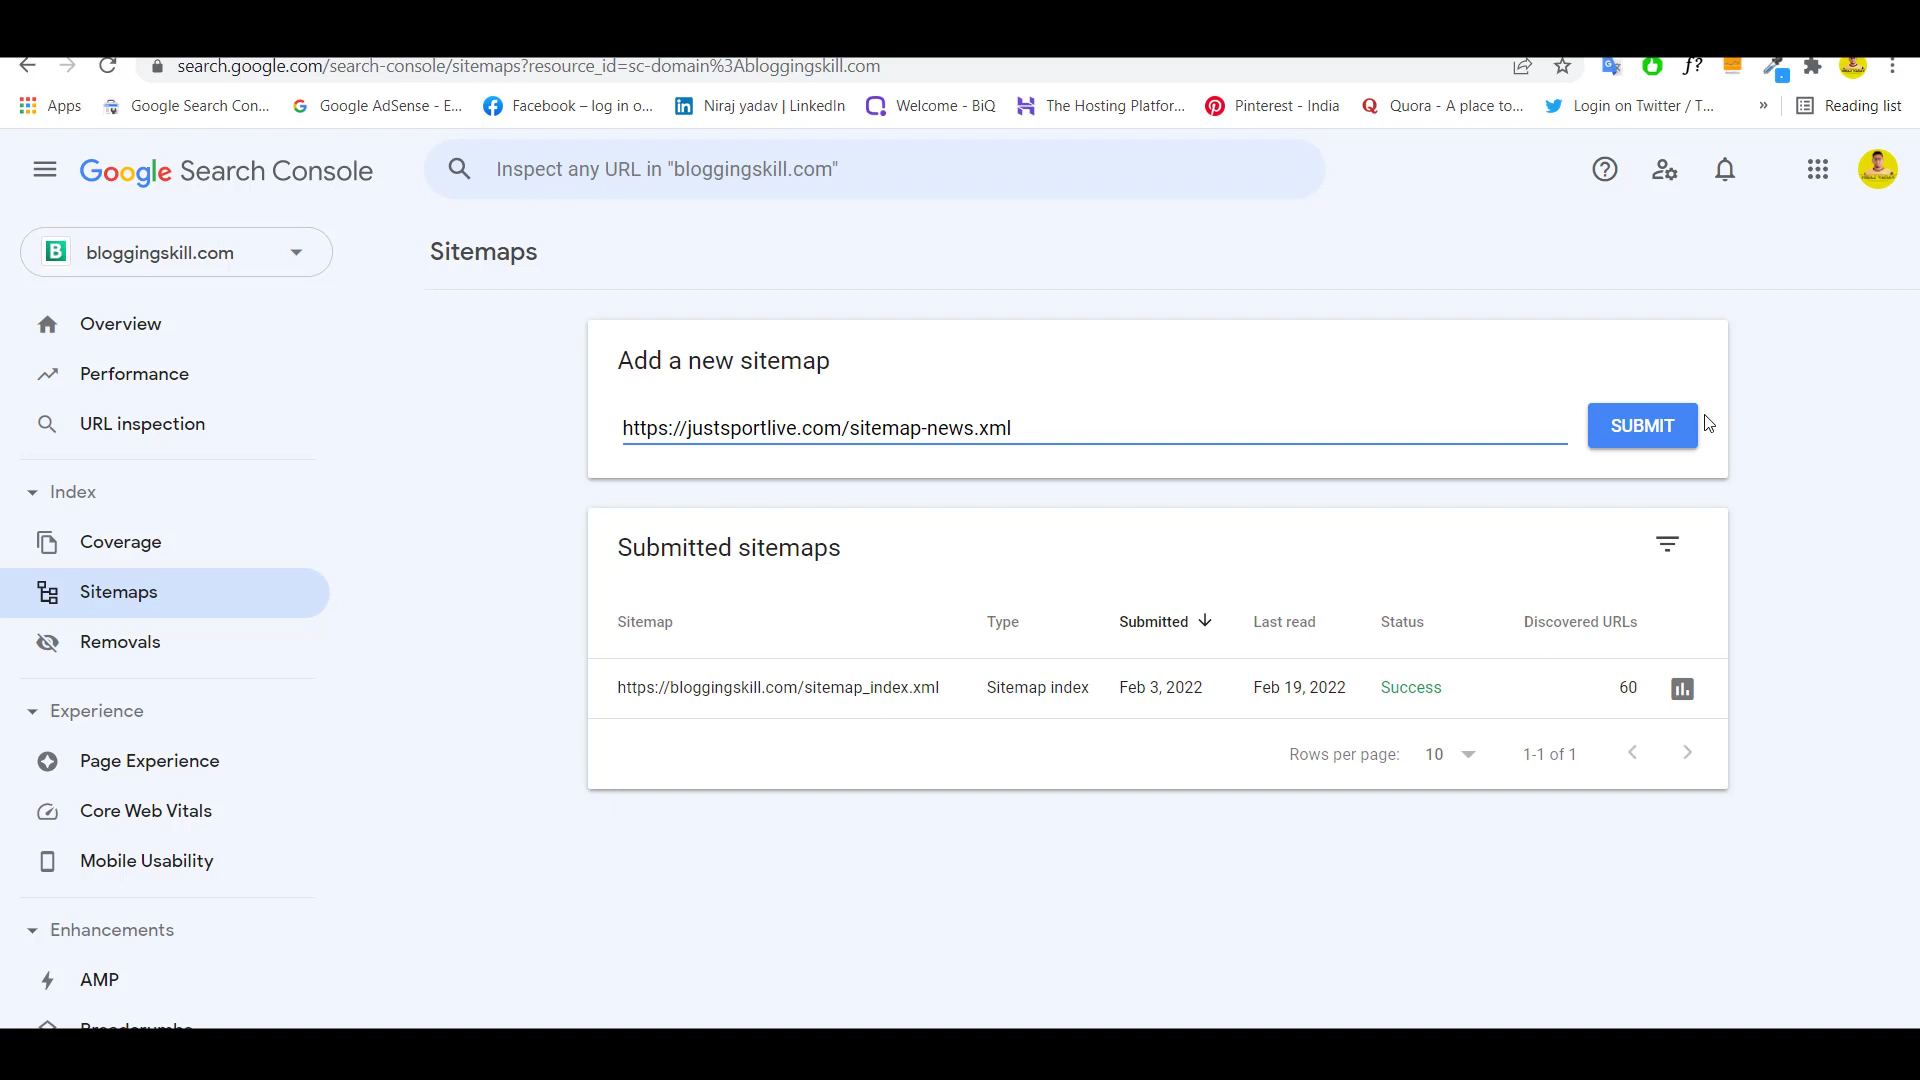 search.google.com/search-console/sitemaps?resource_id=sc-domain%3Abloggingskill.com
f?
Apps
Google Search Con...
Google AdSense - E...
Facebook – log in o...
Niraj yadav | LinkedIn
Welcome - BiQ
The Hosting Platfor...
Pinterest - India
Quora - A place to...
Login on Twitter / T...
»
Reading list
Google Search Console
Inspect any URL in "bloggingskill.com"
B
bloggingskill.com
Sitemaps
Overview
Performance
URL inspection
Index
Coverage
Sitemaps
Removals
Experience
Page Experience
Core Web Vitals
Mobile Usability
Enhancements
AMP
Breadcrumbs
Add a new sitemap
https://justsportlive.com/sitemap-news.xml
SUBMIT
Submitted sitemaps
Sitemap Type Submitted Last read Status Discovered URLs
https://bloggingskill.com/sitemap_index.xml Sitemap index Feb 3, 2022 Feb 19, 2022 Success 60
Rows per page: 10 1-1 of 1